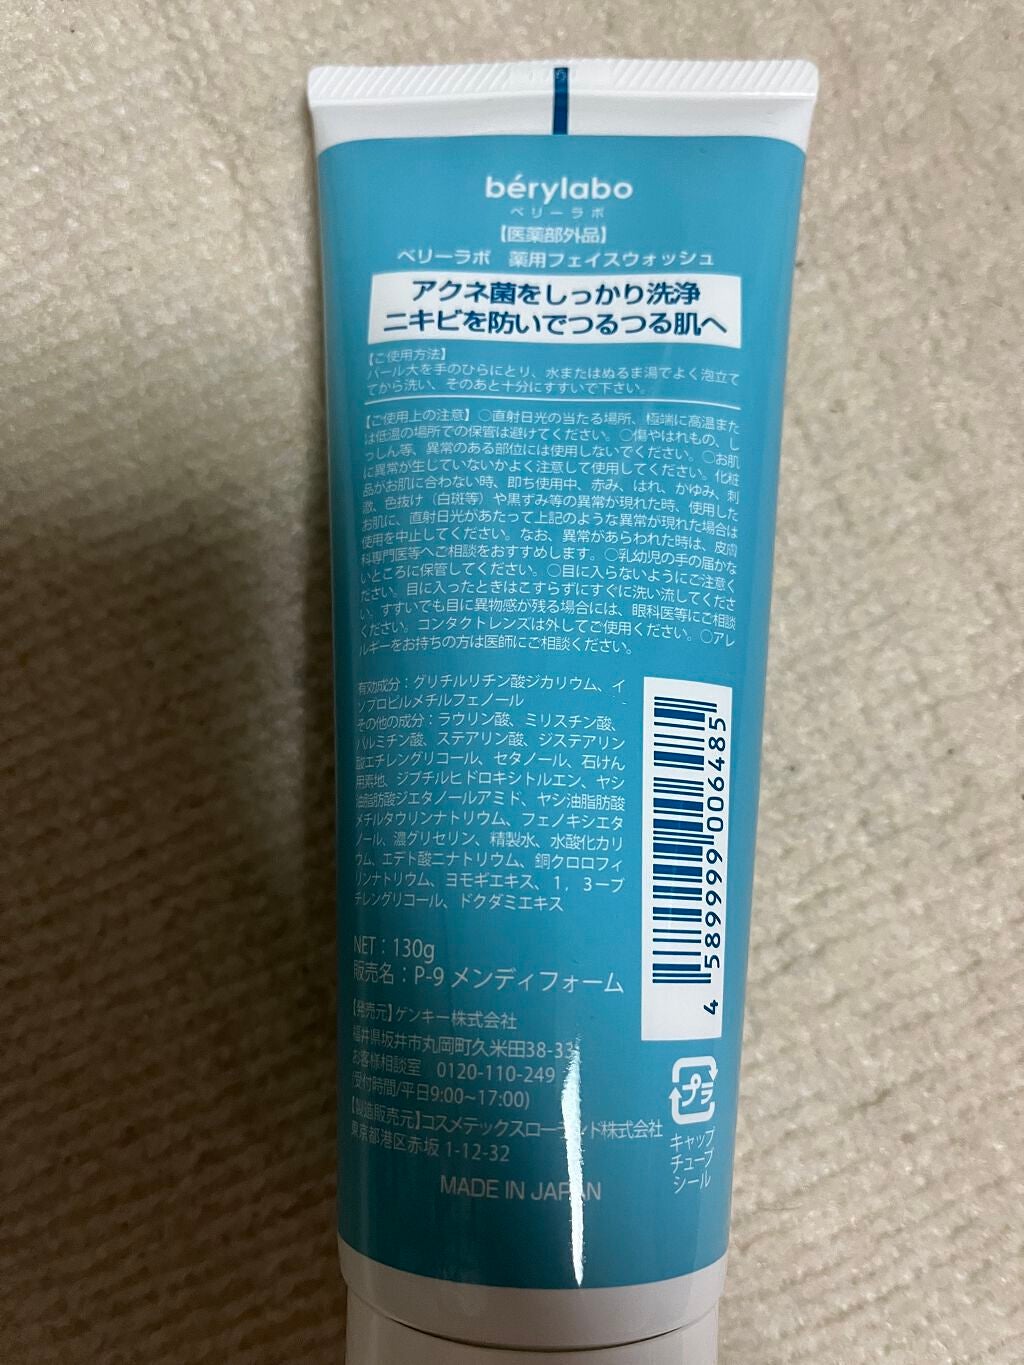 bérylabo
ベリーラボ
【医薬部外品】
ベリーラボ 薬用フェイスウォッシュ
アクネ菌をしっかり洗浄
ニキビを防いでつるつる肌へ
【ご使用方法】
パール大を手のひらにとり、水またはぬるま湯でよく泡立て
てから洗い、そのあと十分にすすいで下さい。
【ご使用上の注意】○直射日光の当たる場所、極端に高温また
は低温の場所での保管は避けてください。○傷やはれもの、し
っしん等、異常のある部位には使用しないでください。○お肌
に異常が生じていないかよく注意して使用してください。化粧
品がお肌に合わない時、即ち使用中、赤み、はれ、かゆみ、刺
激、色抜け（白斑等）や黒ずみ等の異常が現れた時、使用した
お肌に、直射日光があたって上記のような異常が現れた場合は
使用を中止してください。なお、異常があらわれた時は、皮膚
科専門医等へご相談をおすすめします。○乳幼児の手の届かな
いところに保管してください。○目に入らないようにご注意く
ださい。目に入ったときはこすらずにすぐに洗い流してくださ
い。すすいでも目に異物感が残る場合には、眼科医等にご相談
ください。コンタクトレンズは外してご使用ください。○アレ
ルギーをお持ちの方は医師にご相談ください。
有効成分：グリチルリチン酸ジカリウム、イ
ソプロピルメチルフェノール
その他の成分：ラウリン酸、ミリスチン酸、
パルミチン酸、ステアリン酸、ジステアリン
酸エチレングリコール、セタノール、石けん
用素地、ジブチルヒドロキシトルエン、ヤシ
油脂肪酸ジエタノールアミド、ヤシ油脂肪酸
メチルタウリンナトリウム、フェノキシエタ
ノール、濃グリセリン、精製水、水酸化カリ
ウム、エデト酸ニナトリウム、銅クロロフィ
リンナトリウム、ヨモギエキス、1，3ーブ
チレングリコール、ドクダミエキス
NET：130g
販売名：P-9 メンディフォーム
【発売元】ゲンキー株式会社
福井県坂井市丸岡町久米田38-33
お客様相談室 0120-110-249
(受付時間/平日9:00~17:00)
【製造販売元】コスメテックスローランド株式会社
東京都港区赤坂 1-12-32
MADE IN JAPAN
4 589999 006485
プラ
キャップ
チューブ
シール